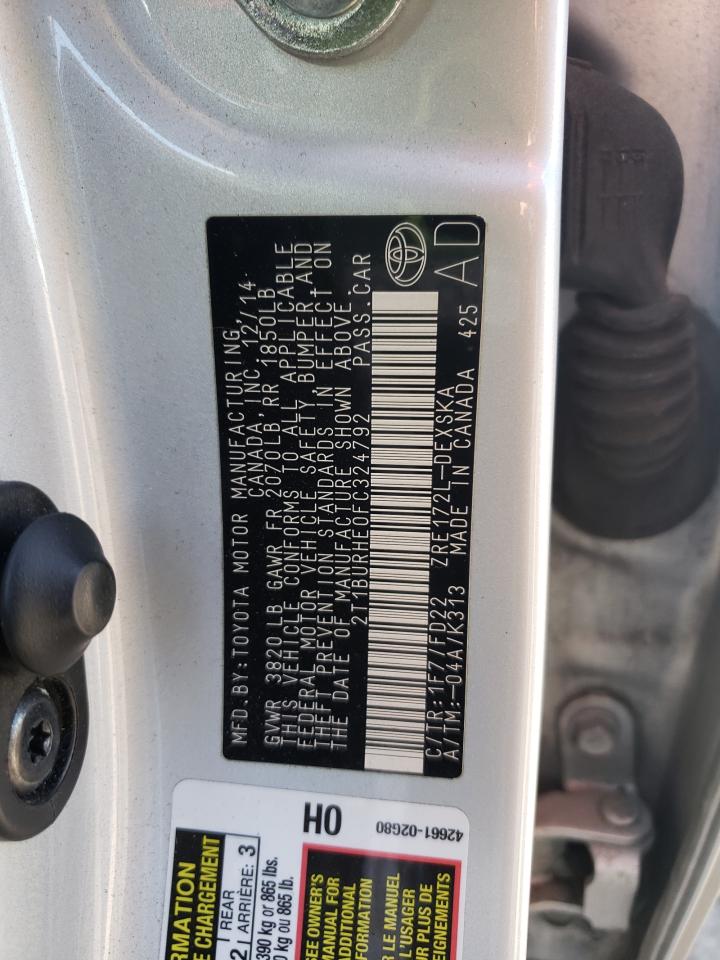 MFD.BY:TOYOTA MOTOR MANUFACTURING,
CANADA, INC. 12/14
GVWR 3820LB GAWR FR 2070LB RR 1850LB
THIS VEHICLE CONFORMS TO ALL APPLICABLE
FEDERAL MOTOR VEHICLE SAFETY, BUMPER, AND
THEFT PREVENTION STANDARDS IN EFFECT ON
THE DATE OF MANUFACTURE SHOWN ABOVE.
2T1BURHE0FC324792 PASS.CAR
C/TR:1F7/FD22 ZRE172L-DEXSKA
A/TM:-04A/K313 MADE IN CANADA 425
AD
0H
42661-02G80
RMATION
E CHARGEMENT
2 REAR
ARRIÈRE: 3
390 kg or 865 lbs.
0 kg ou 865 lb.
SEE OWNER'S
MANUAL FOR
ADDITIONAL
FORMATION
R LE MANUEL
L'USAGER
R PLUS DE
EIGNEMENTS